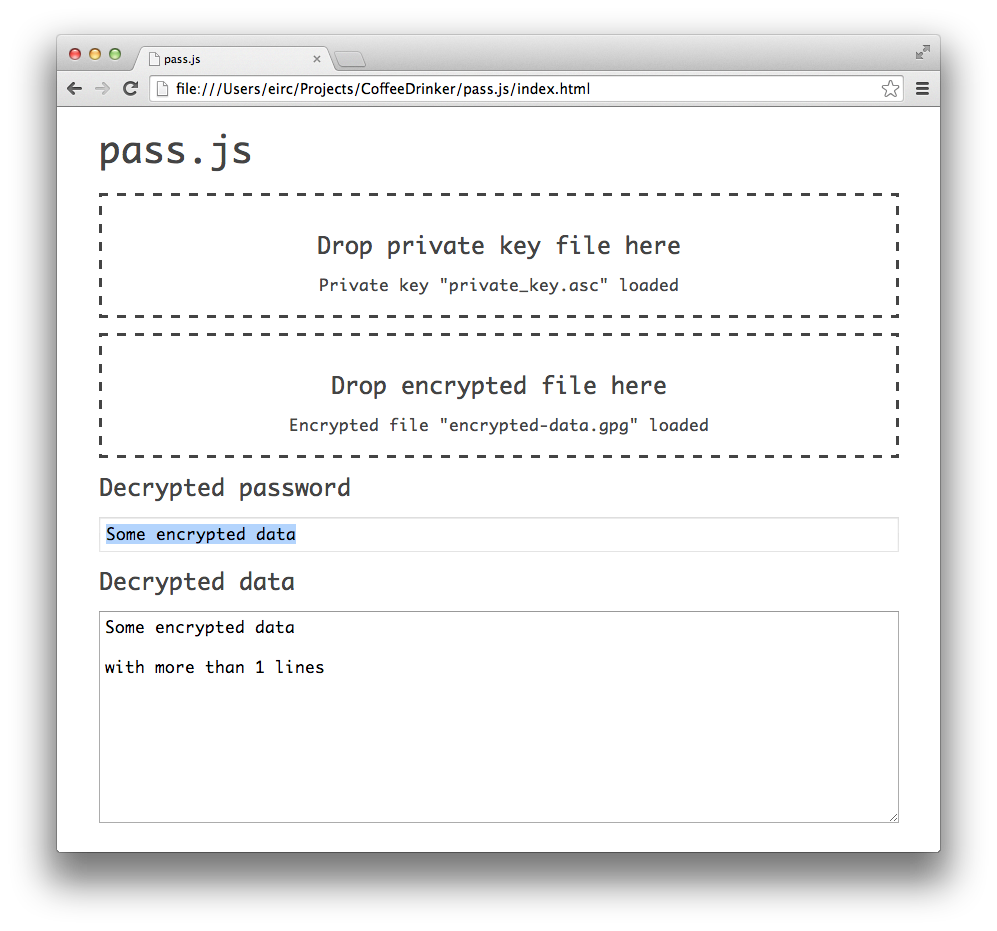 pass.js
file:///Users/eirc/Projects/CoffeeDrinker/pass.js/index.html
pass.js
Drop private key file here
Private key "private_key.asc" loaded
Drop encrypted file here
Encrypted file "encrypted-data.gpg" loaded
Decrypted password
Some encrypted data
Decrypted data
Some encrypted data
with more than 1 lines